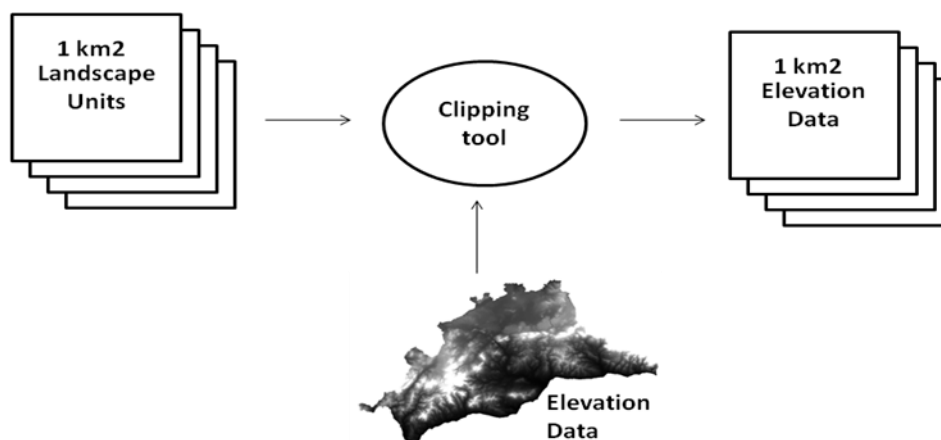 1 km2
Landscape
Units
Clipping
tool
1 km2
Elevation
Data
Elevation
Data